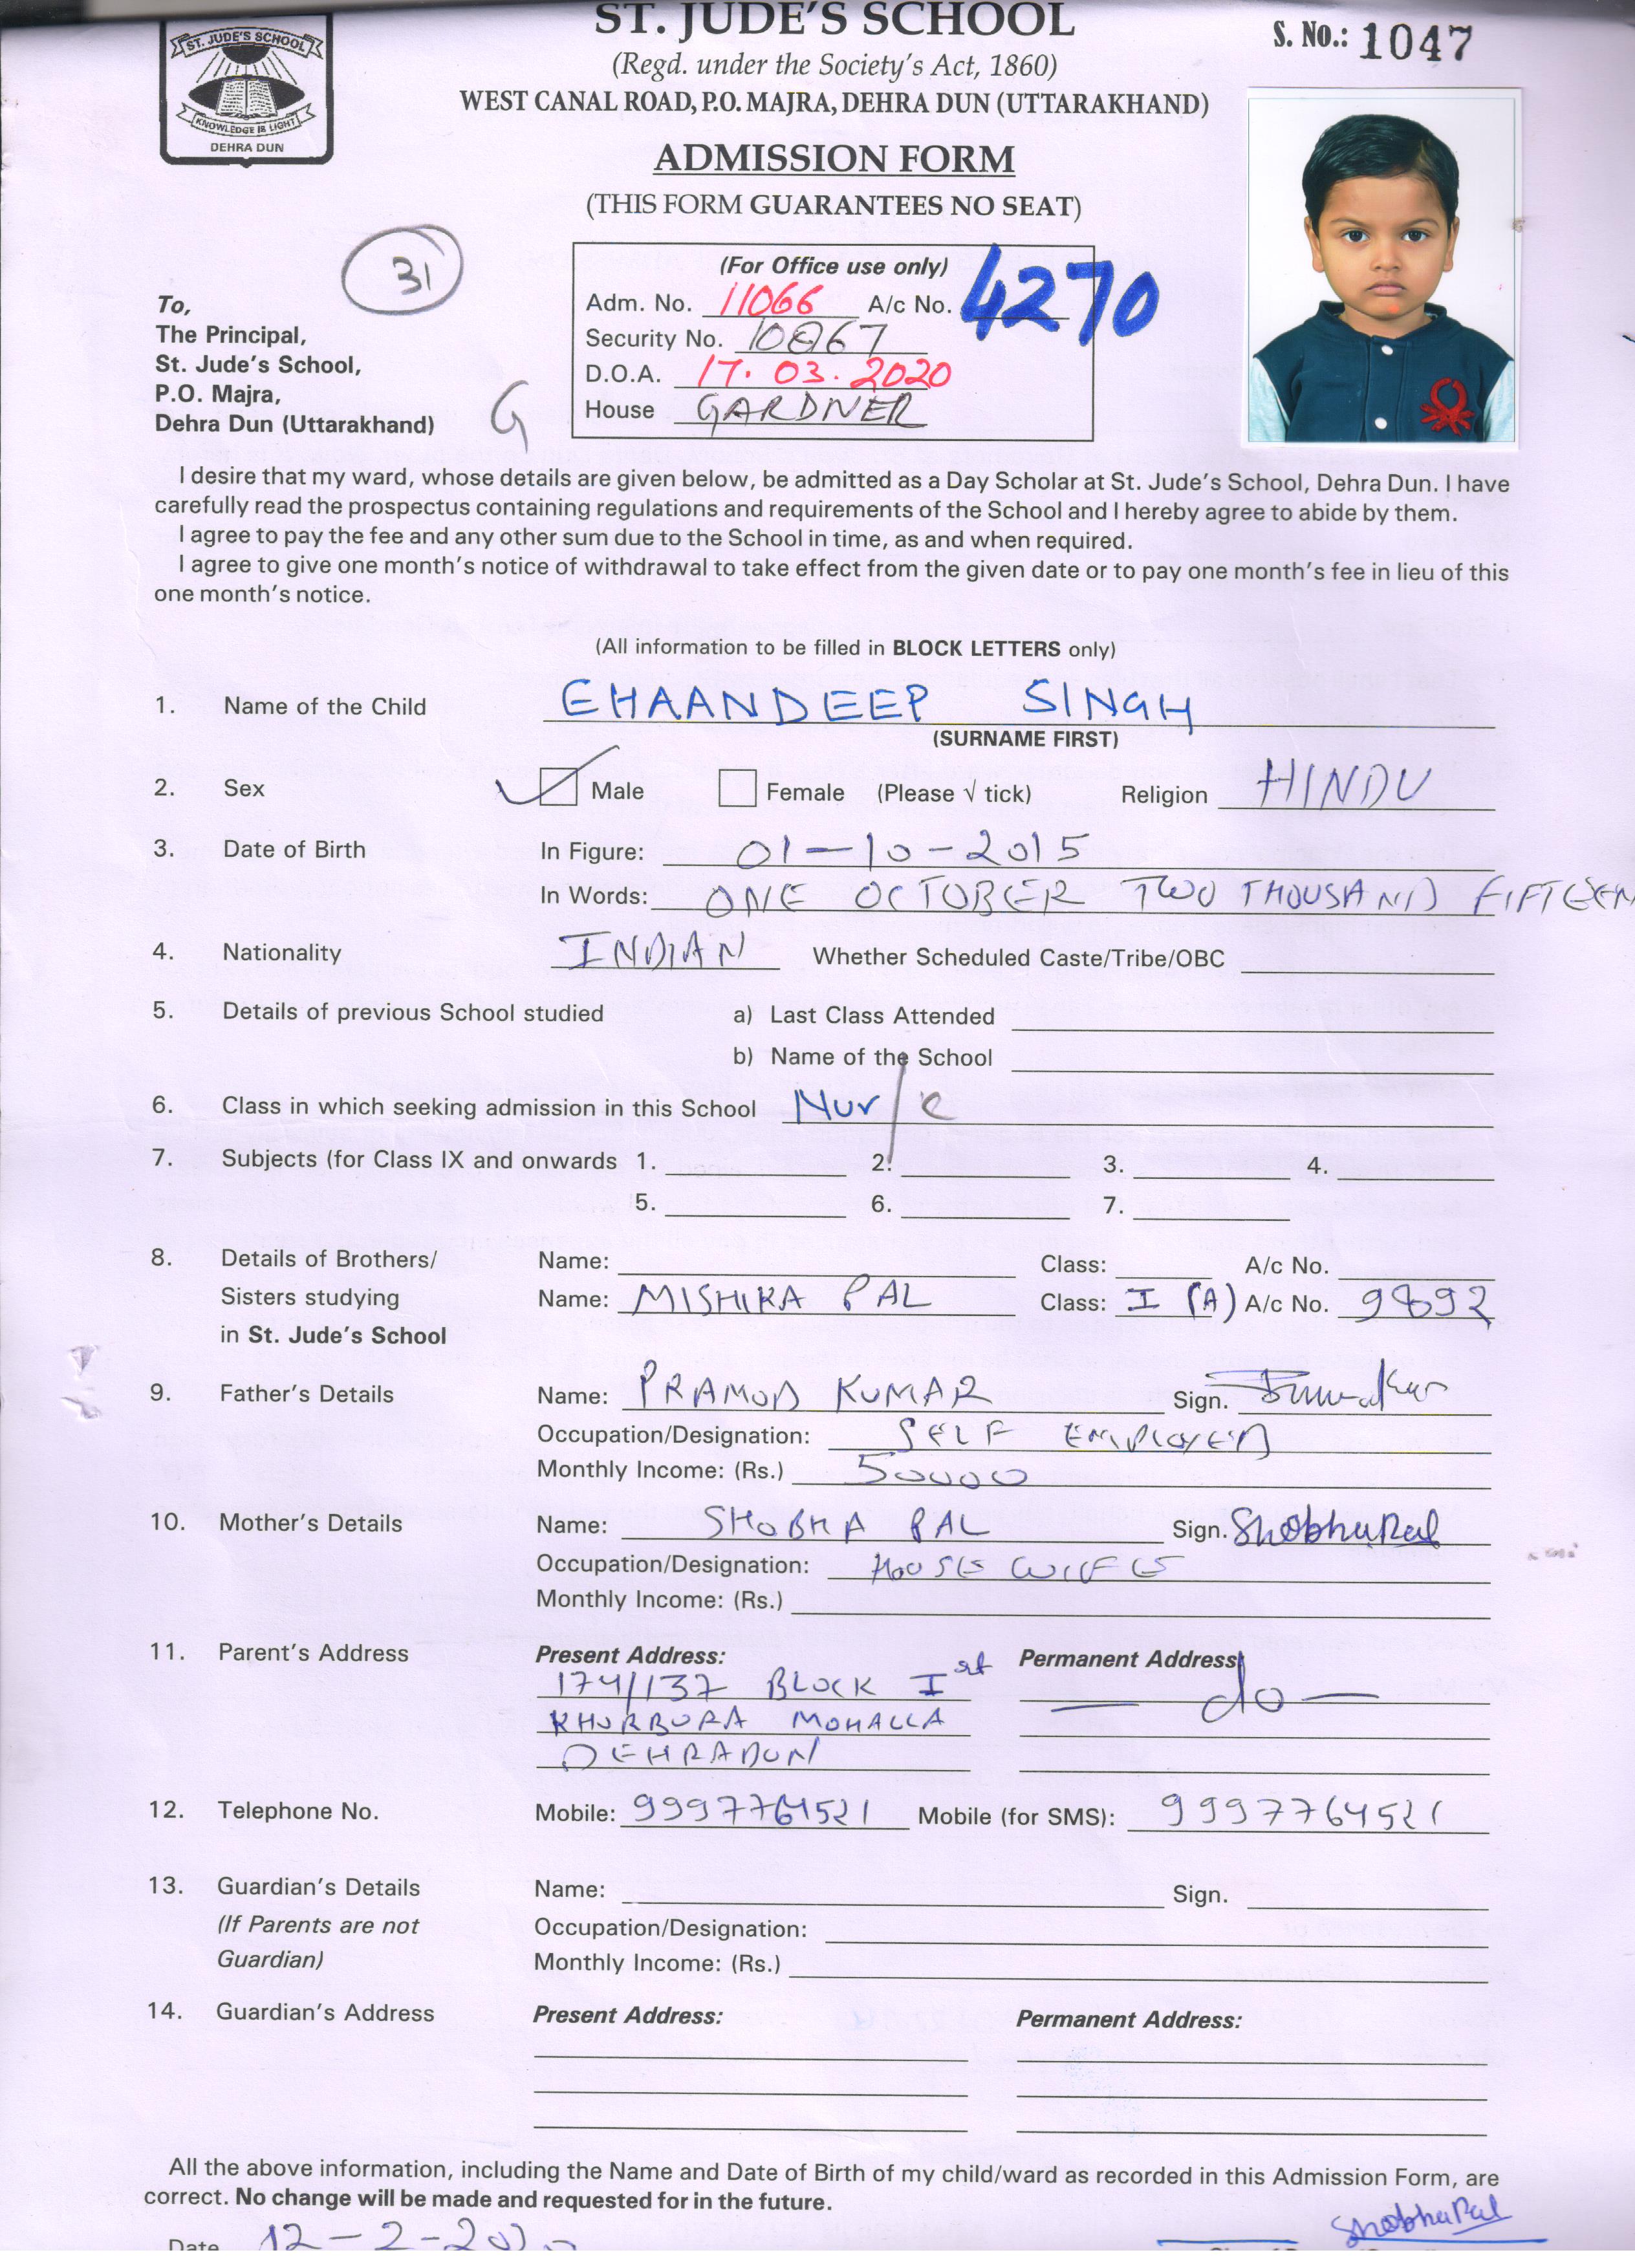 ST. JUDE'S SCHOOL
KNOWLEDGE IS LIGHT
DEHRA DUN
ST. JUDE'S SCHOOL
S. No.: 1047
(Regd. under the Society's Act, 1860)
WEST CANAL ROAD, P.O. MAJRA, DEHRA DUN (UTTARAKHAND)
ADMISSION FORM
(THIS FORM GUARANTEES NO SEAT)
31
(For Office use only)
Adm. No. 11066 A/c No. 4270
Security No.
D.O.A. 17.03.2020
House GARDNER
To,
The Principal,
St. Jude's School,
P.O. Majra,
Dehra Dun (Uttarakhand)
G
I desire that my ward, whose details are given below, be admitted as a Day Scholar at St. Jude's School, Dehra Dun. I have
carefully read the prospectus containing regulations and requirements of the School and I hereby agree to abide by them.
I agree to pay the fee and any other sum due to the School in time, as and when required.
I agree to give one month's notice of withdrawal to take effect from the given date or to pay one month's fee in lieu of this
one month's notice.
(All information to be filled in BLOCK LETTERS only)
1. Name of the Child EHAANDEEP SINGH
(SURNAME FIRST)
2. Sex Male Female (Please √ tick) Religion HINDU
3. Date of Birth In Figure: 01-10-2015
In Words: ONE OCTOBER TWO THOUSAND FIFTEEN
4. Nationality INDIAN Whether Scheduled Caste/Tribe/OBC
5. Details of previous School studied a) Last Class Attended
b) Name of the School
6. Class in which seeking admission in this School Nur/C
7. Subjects (for Class IX and onwards 1. 2. 3. 4.
5. 6. 7.
8. Details of Brothers/ Name: Class: A/c No.
Sisters studying Name: MISHIKA PAL Class: I (A) A/c No.
in St. Jude's School
9. Father's Details Name: PRAMOD KUMAR Sign.
Occupation/Designation: SELF EMPLOYED
Monthly Income: (Rs.) 50000
10. Mother's Details Name: SHOBHA PAL Sign. Shobha Pal
Occupation/Designation: HOUSE WIFE
Monthly Income: (Rs.)
11. Parent's Address Present Address: Permanent Address:
174/137 BLOCK Ist — do —
KHURBURA MOHALLA
DEHRADUN
12. Telephone No. Mobile: 9997764521 Mobile (for SMS): 9997764521
13. Guardian's Details Name: Sign.
(If Parents are not Occupation/Designation:
Guardian) Monthly Income: (Rs.)
14. Guardian's Address Present Address: Permanent Address:
All the above information, including the Name and Date of Birth of my child/ward as recorded in this Admission Form, are
correct. No change will be made and requested for in the future.
Shobha Pal
Date 12-2-2020